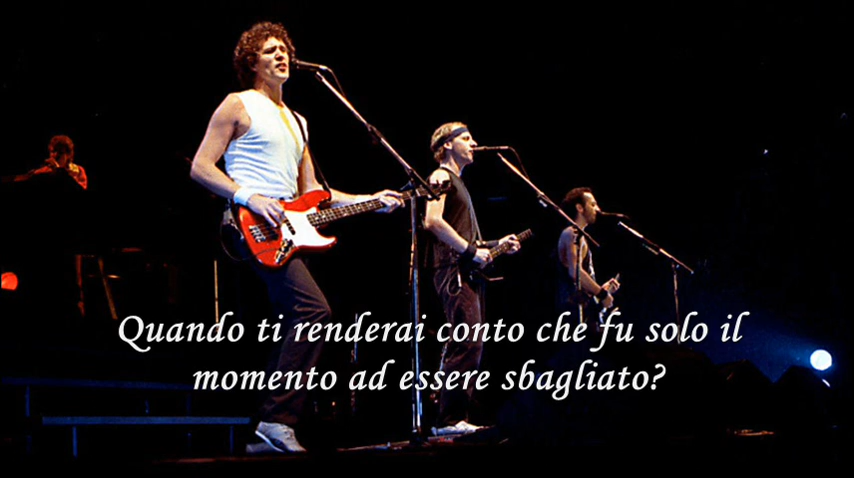 Quando ti renderai conto che fu solo il
momento ad essere sbagliato?